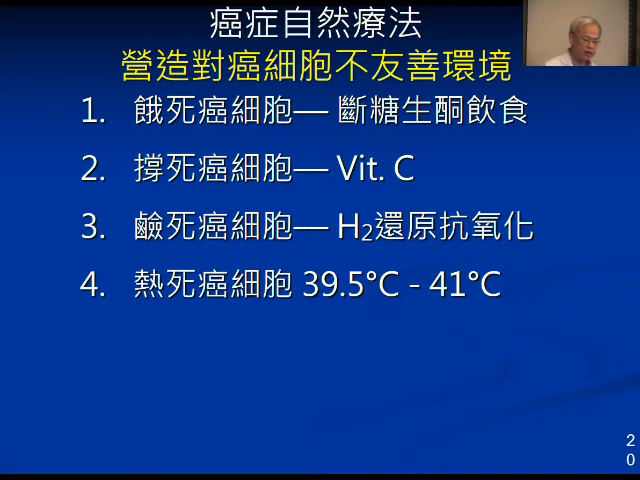 癌症自然療法
營造對癌細胞不友善環境
1. 餓死癌細胞— 斷糖生酮飲食
2. 撐死癌細胞— Vit. C
3. 鹼死癌細胞— H2還原抗氧化
4. 熱死癌細胞 39.5°C - 41°C
2
0